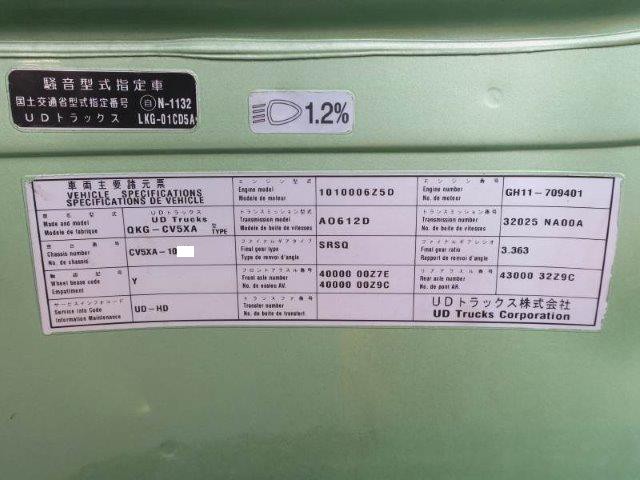 騒音型式指定車
国土交通省型式指定番号 自 N-1132
UDトラックス LKG-01CD5A
1.2%
車両主要諸元票
VEHICLE SPECIFICATIONS
SPECIFICATIONS DE VEHICLE
車名型式
Make and model
Modele de fabrique
UDトラックス
UD Trucks
QKG-CV5XA 型 TYPE
車台番号
Chassis number
No. de chassis
CV5XA-10
軸距記号
Wheel base code
Empattement
Y
サービスインフォコード
Service info Code
Information Maintenance
UD-HD
エンジン型式
Engine model
Modele de moteur
1010006Z5D
トランスミッション型式
Transmission model
Modele de boite de vitesses
AO612D
ファイナルギアタイプ
Final gear type
Type de renvoi d'angle
SRSQ
フロントアクスル番号
Front axle number
No. de essieu AV.
40000 00Z7E
40000 00Z9C
トランスファ番号
Transfer number
No. de boite de transfert
エンジン番号
Engine number
No. de moteur
GH11-709401
トランスミッション番号
Transmission number
No. de boite de vitesses
32025 NA00A
ファイナルギアレシオ
Final gear ratio
Rapport de renvoi d'angle
3.363
リアアクスル番号
Rear axle number
No. de pont AR.
43000 32Z9C
UDトラックス株式会社
UD Trucks Corporation